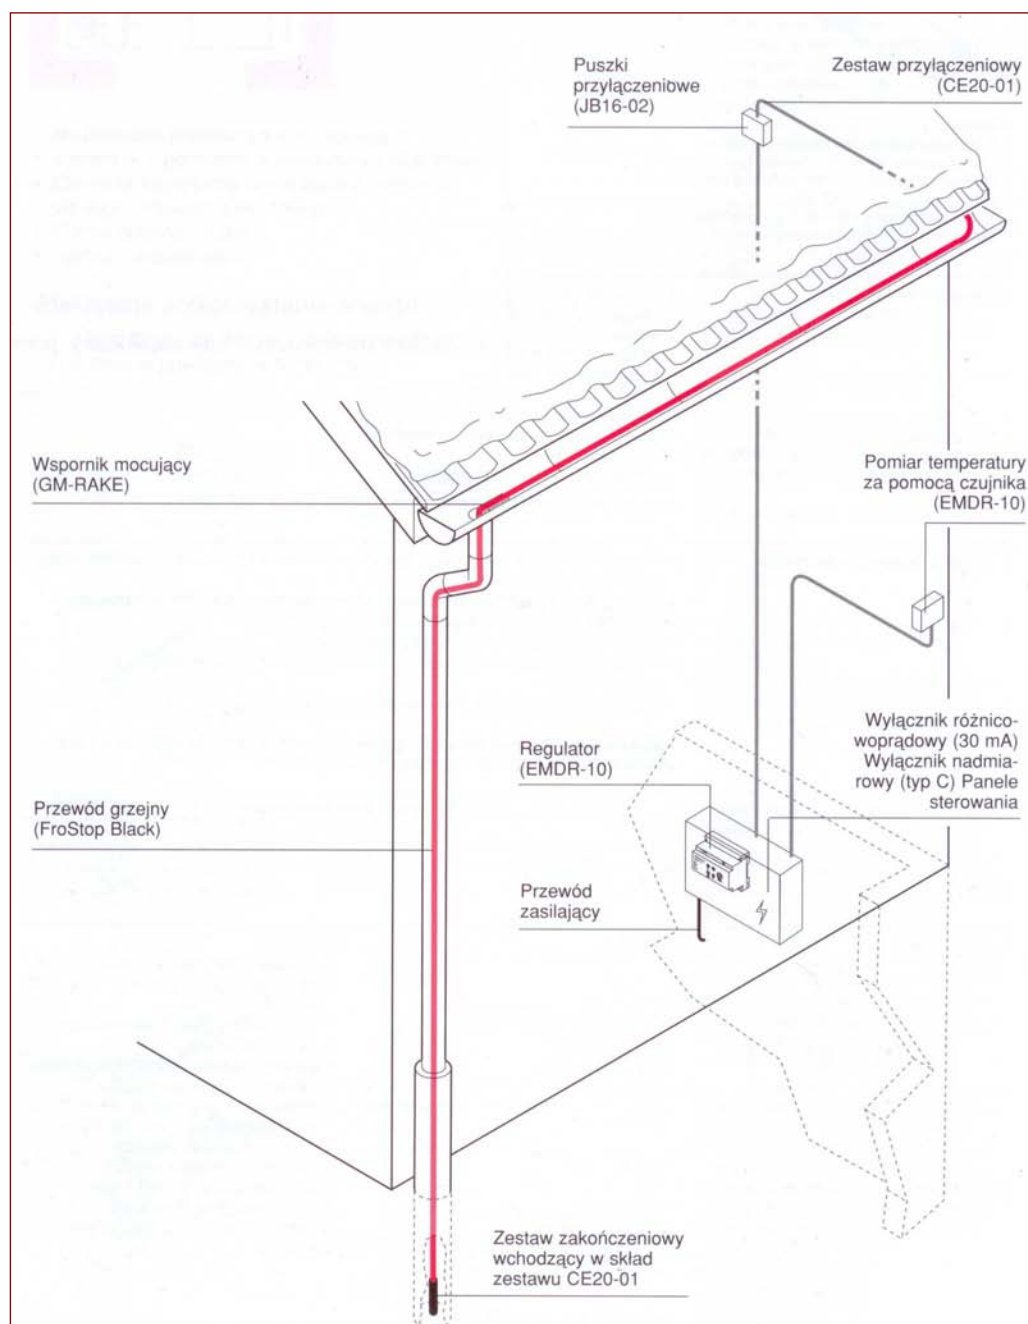 Puszki
przyłączeniowe
(JB16-02)
Zestaw przyłączeniowy
(CE20-01)
Wspornik mocujący
(GM-RAKE)
Pomiar temperatury
za pomocą czujnika
(EMDR-10)
Wyłącznik różnico-
woprądowy (30 mA)
Wyłącznik nadmia-
rowy (typ C) Panele
sterowania
Regulator
(EMDR-10)
Przewód grzejny
(FroStop Black)
Przewód
zasilający
Zestaw zakończeniowy
wchodzący w skład
zestawu CE20-01